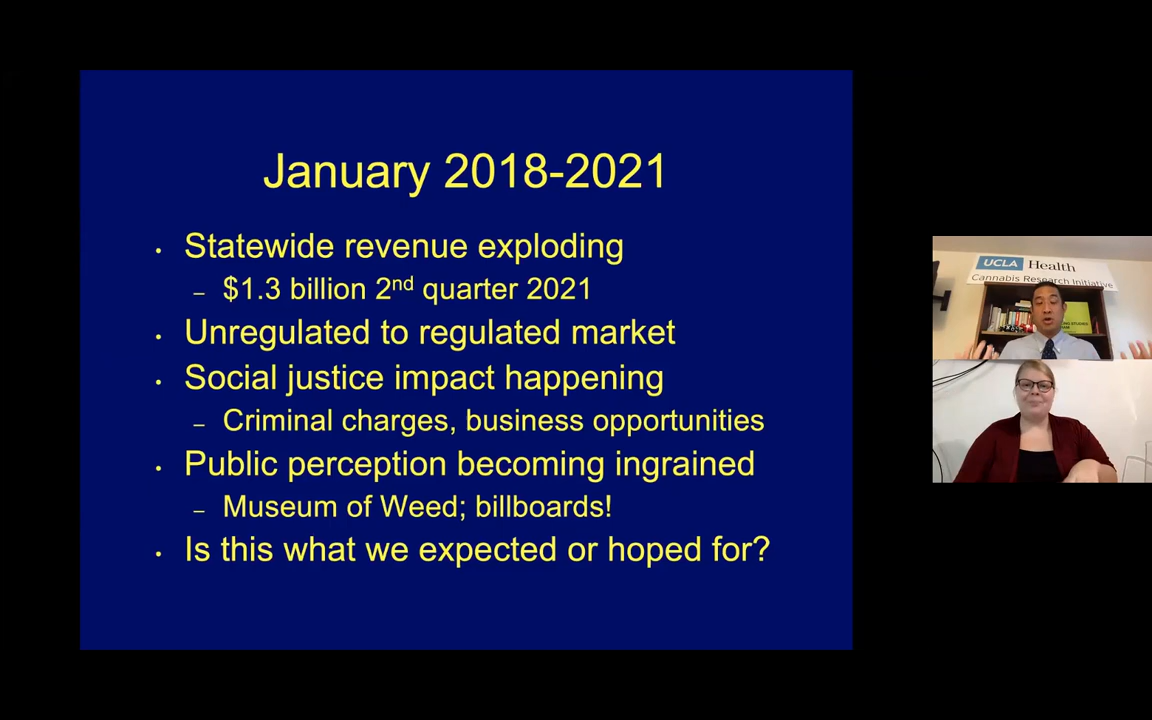 January 2018-2021
• Statewide revenue exploding
– $1.3 billion 2nd quarter 2021
• Unregulated to regulated market
• Social justice impact happening
– Criminal charges, business opportunities
• Public perception becoming ingrained
– Museum of Weed; billboards!
• Is this what we expected or hoped for?
UCLA Health
Cannabis Research Initiative